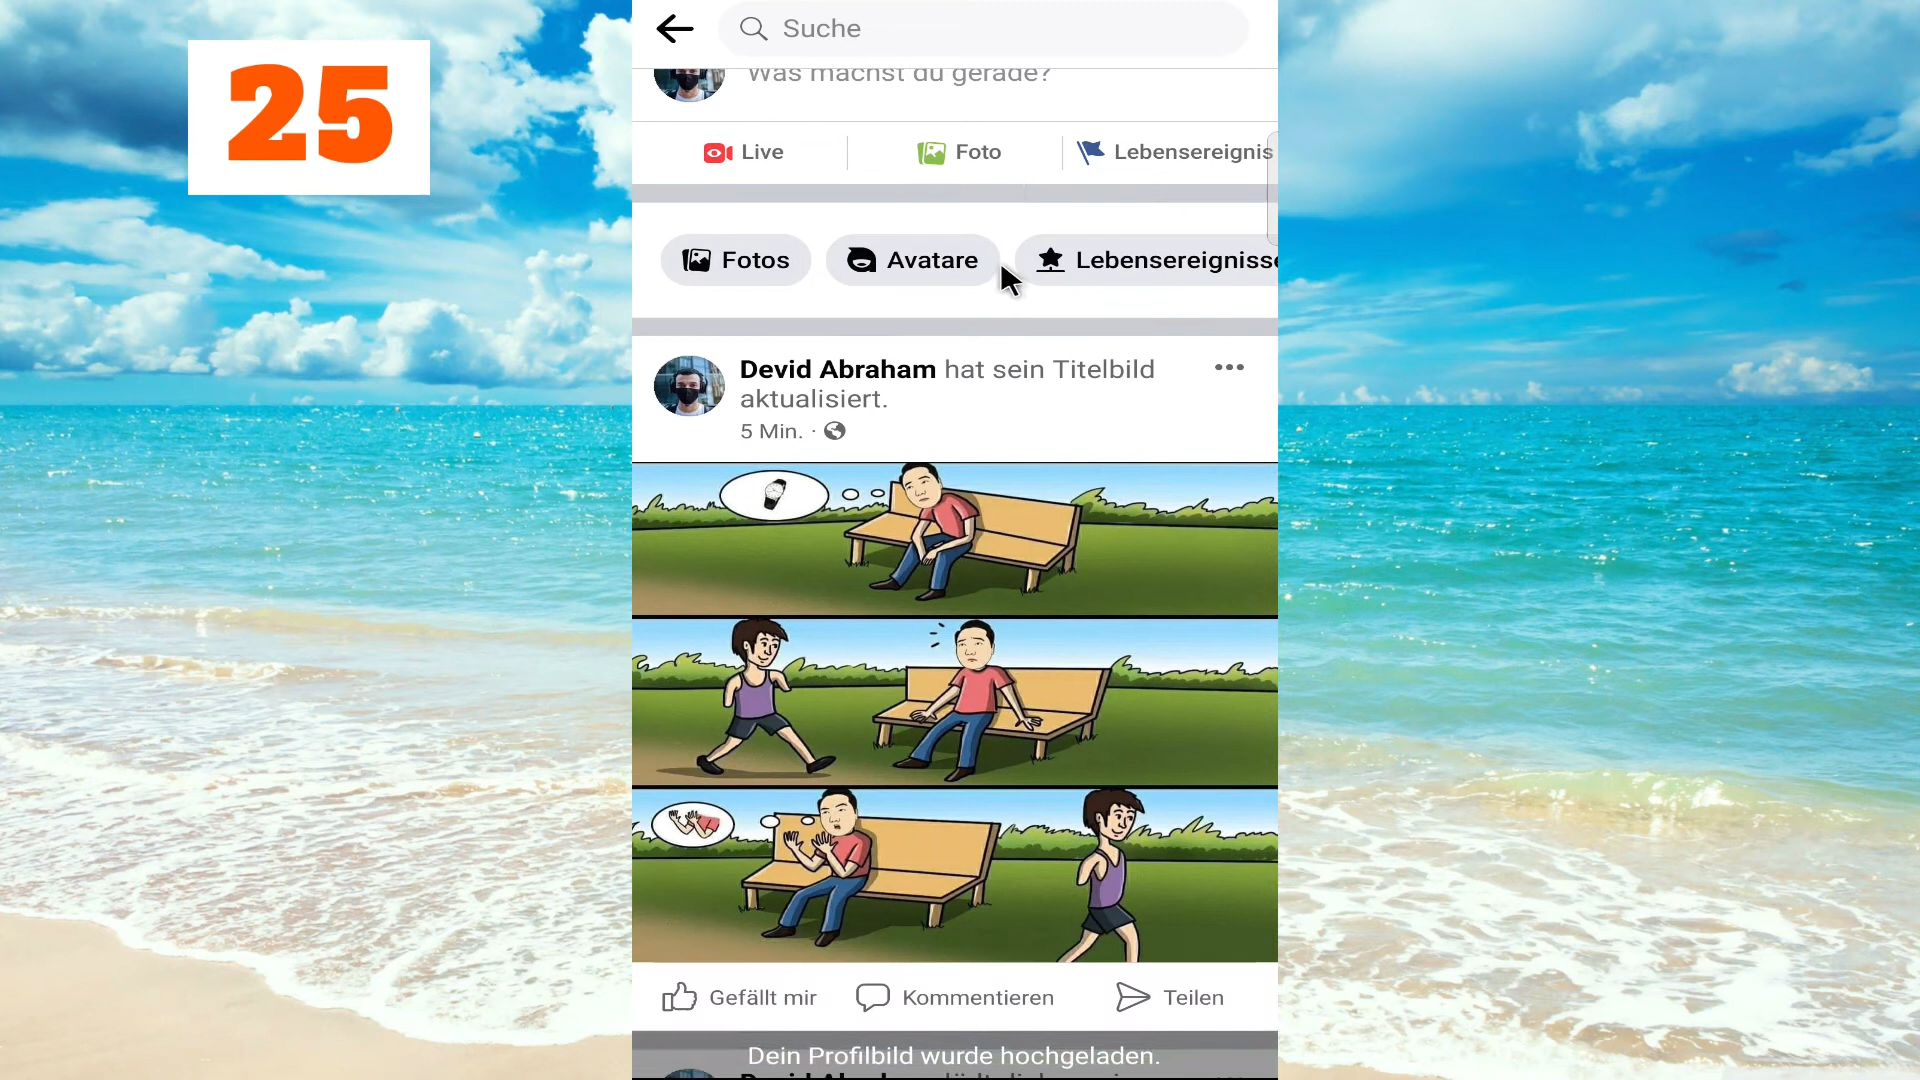 25
Suche
Was machst du gerade?
Live
Foto
Lebensereignis
Fotos
Avatare
Lebensereignisse
Devid Abraham hat sein Titelbild
aktualisiert.
5 Min. ·
Gefällt mir
Kommentieren
Teilen
Dein Profilbild wurde hochgeladen.